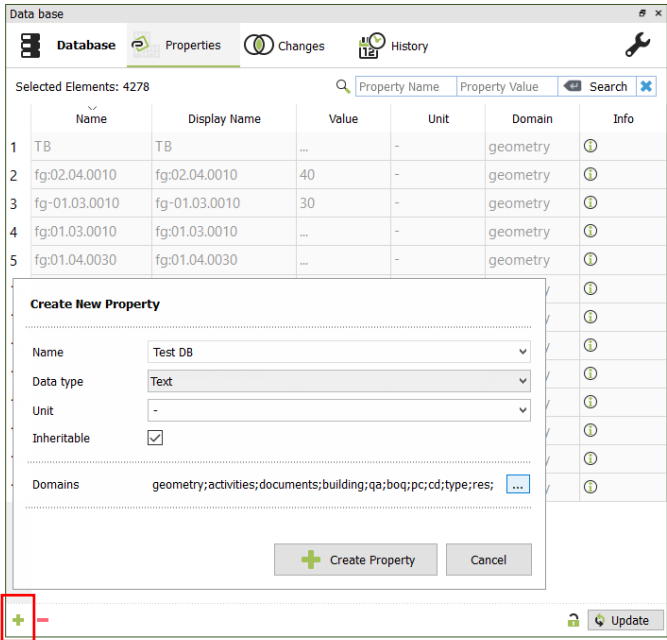 Data base
Database Properties Changes History
Selected Elements: 4278 Property Name Property Value Search
Name Display Name Value Unit Domain Info
1 TB TB ... - geometry
2 fg:02.04.0010 fg:02.04.0010 40 - geometry
3 fg-01.03.0010 fg-01.03.0010 30 - geometry
4 fg:01.03.0010 fg:01.03.0010 ... - geometry
5 fg:01.04.0030 fg:01.04.0030 ... - geometry
Create New Property
Name Test DB
Data type Text
Unit -
Inheritable
Domains geometry;activities;documents;building;qa;boq;pc;cd;type;res; ...
Create Property Cancel
Update